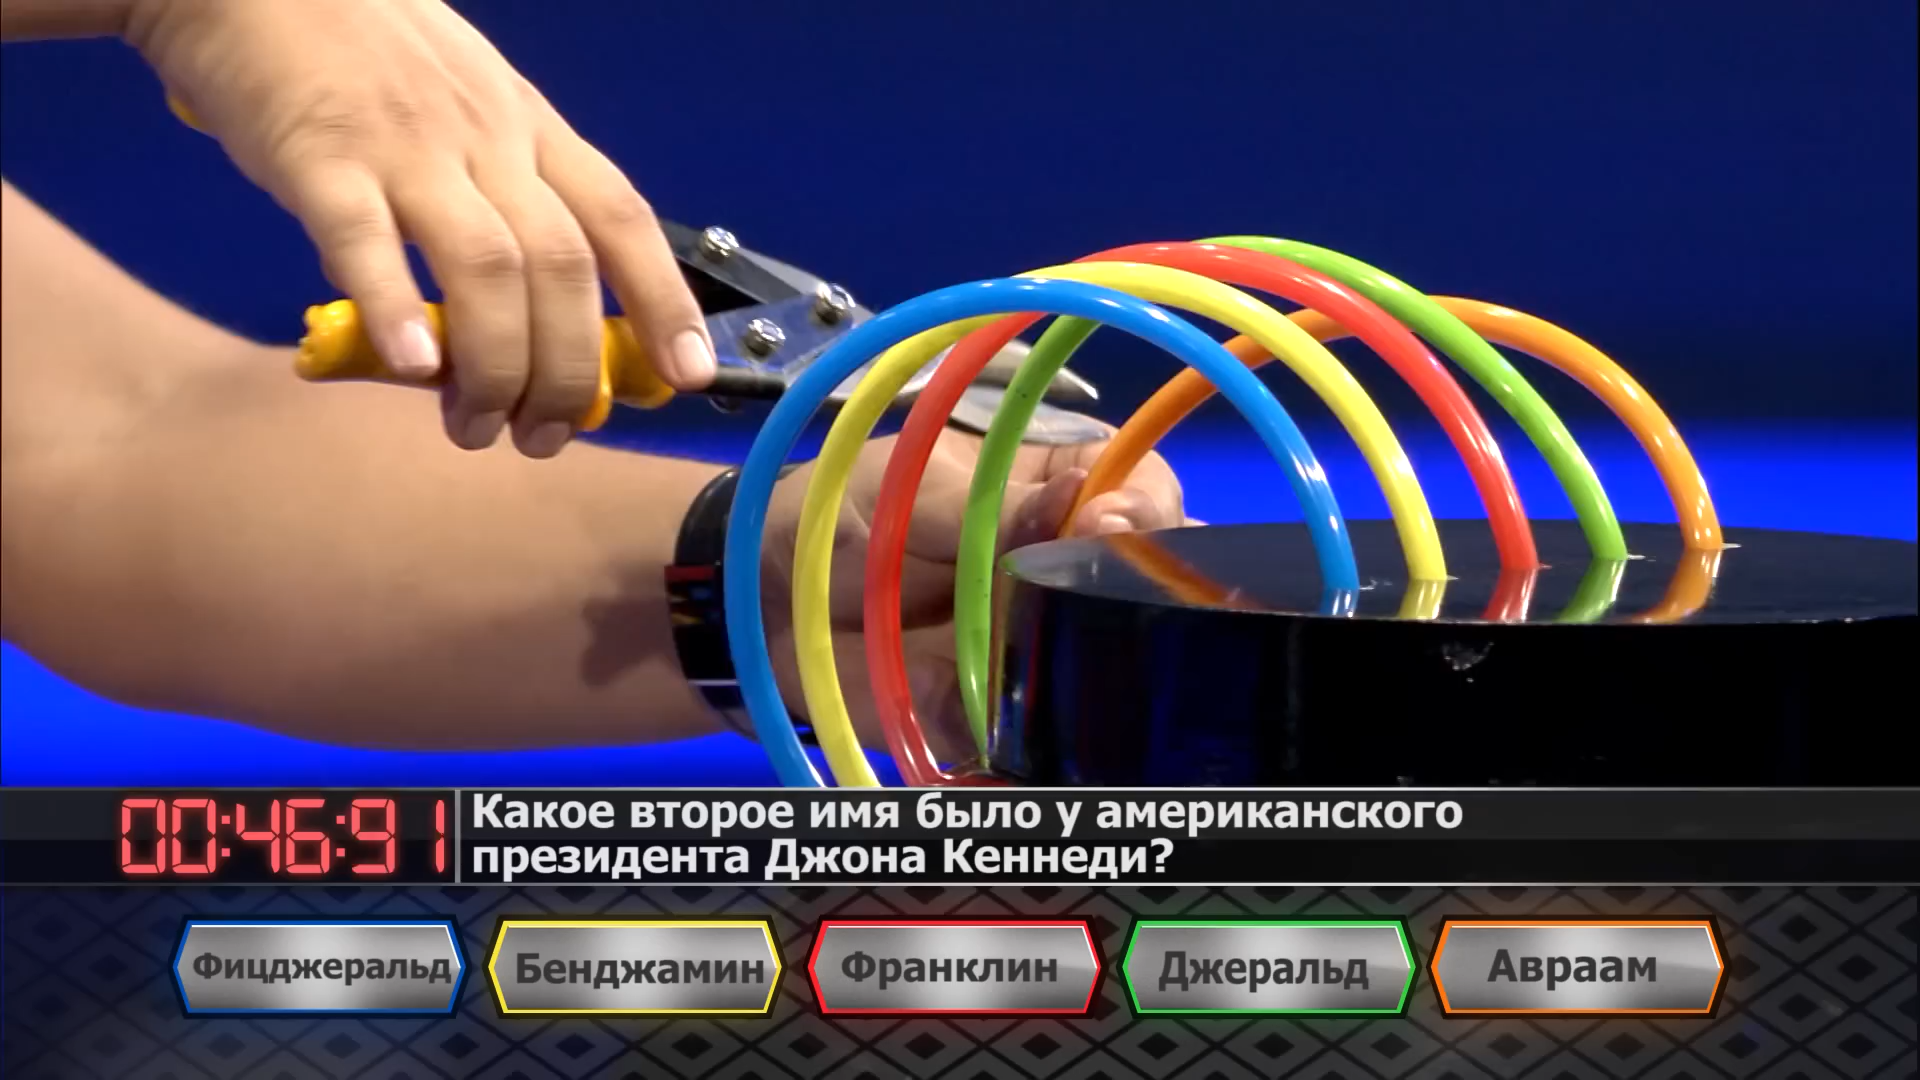 00:46:91
Какое второе имя было у американского
президента Джона Кеннеди?
Фицджеральд
Бенджамин
Франклин
Джеральд
Авраам